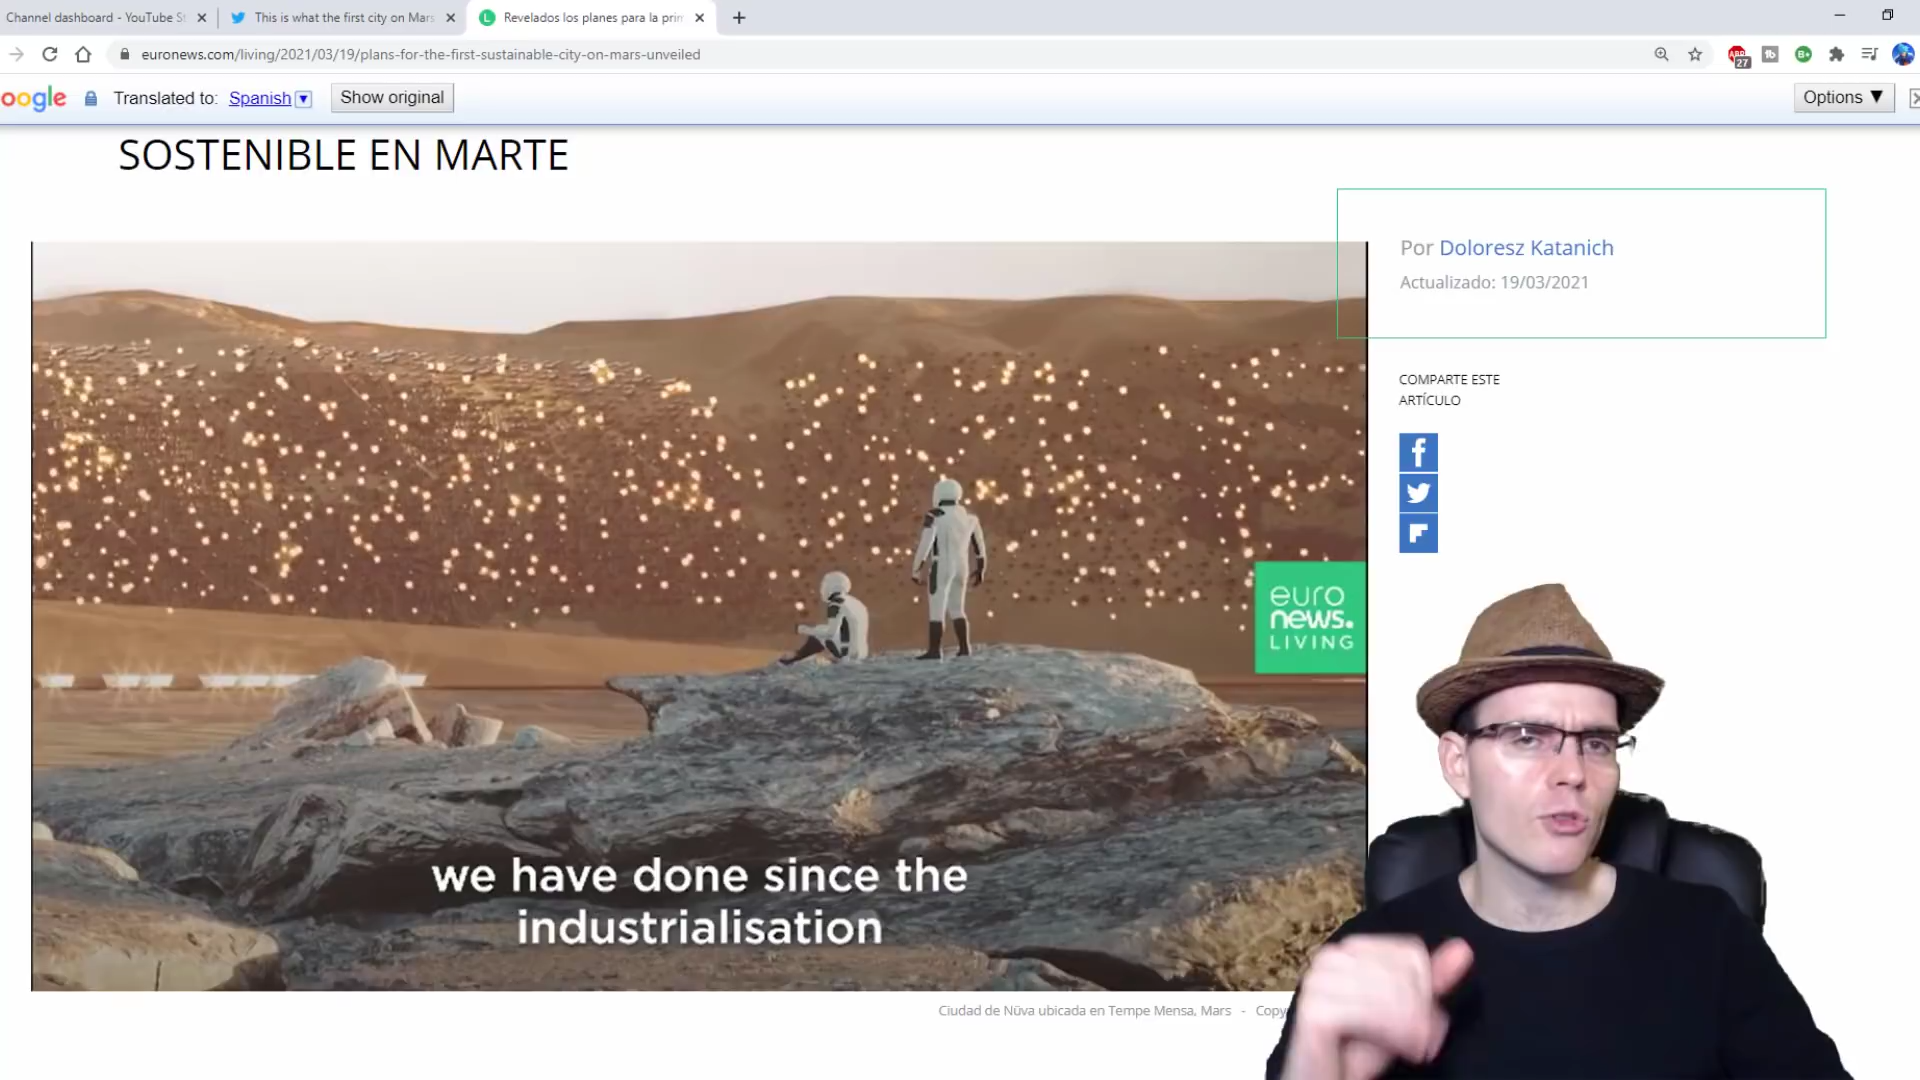 Channel dashboard - YouTube St
This is what the first city on Mars
Revelados los planes para la prim
euronews.com/living/2021/03/19/plans-for-the-first-sustainable-city-on-mars-unveiled
27
oogle
Translated to: Spanish
Show original
Options
SOSTENIBLE EN MARTE
Por Doloresz Katanich
Actualizado: 19/03/2021
COMPARTE ESTE
ARTÍCULO
euro
news.
LIVING
we have done since the
industrialisation
Ciudad de Nüwa ubicada en Tempe Mensa, Mars - Copy